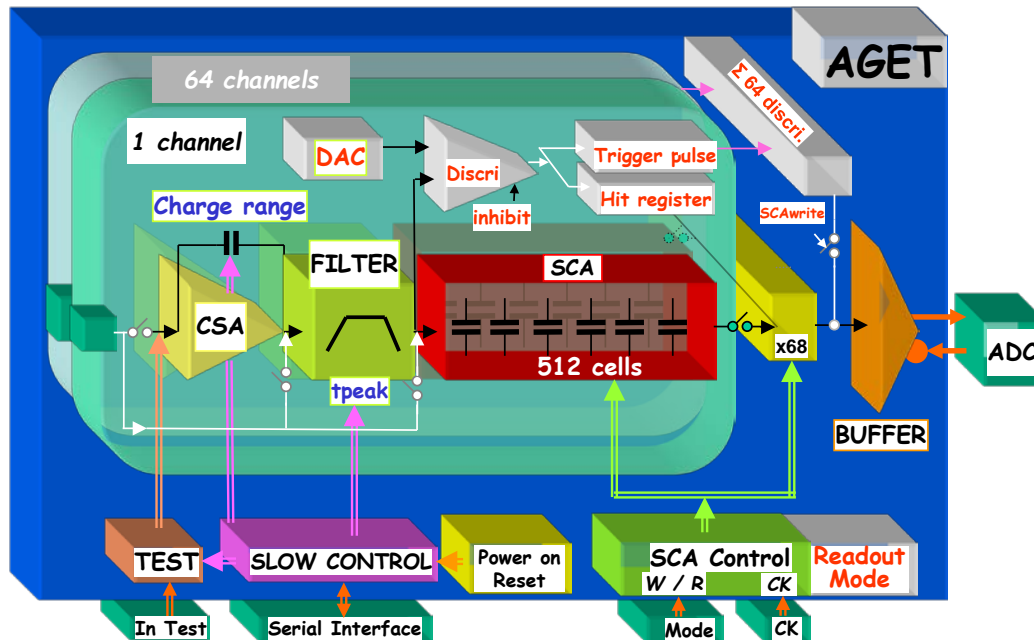 AGET
64 channels
Σ 64 discri.
1 channel
DAC
Discri
Trigger pulse
Hit register
inhibit
SCAwrite
Charge range
FILTER
SCA
CSA
x68
ADC
512 cells
tpeak
BUFFER
TEST
SLOW CONTROL
Power on
Reset
SCA Control
W / R
CK
Readout
Mode
In Test
Serial Interface
Mode
CK